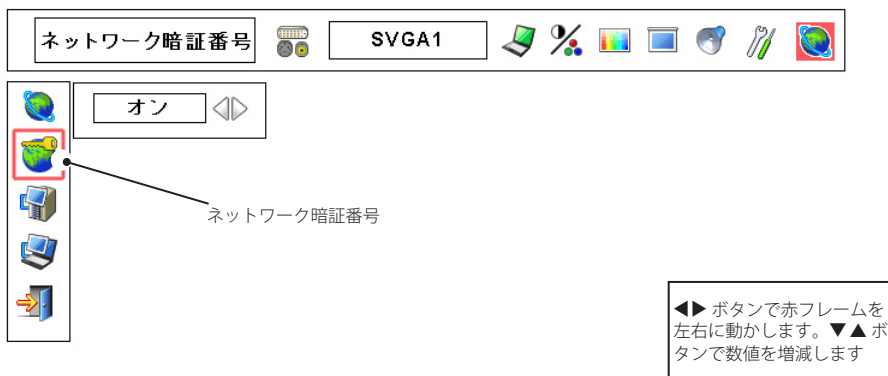 ネットワーク暗証番号
SVGA1
オン
ネットワーク暗証番号
◀▶ ボタンで赤フレームを
左右に動かします。▼▲ ボ
タンで数値を増減します